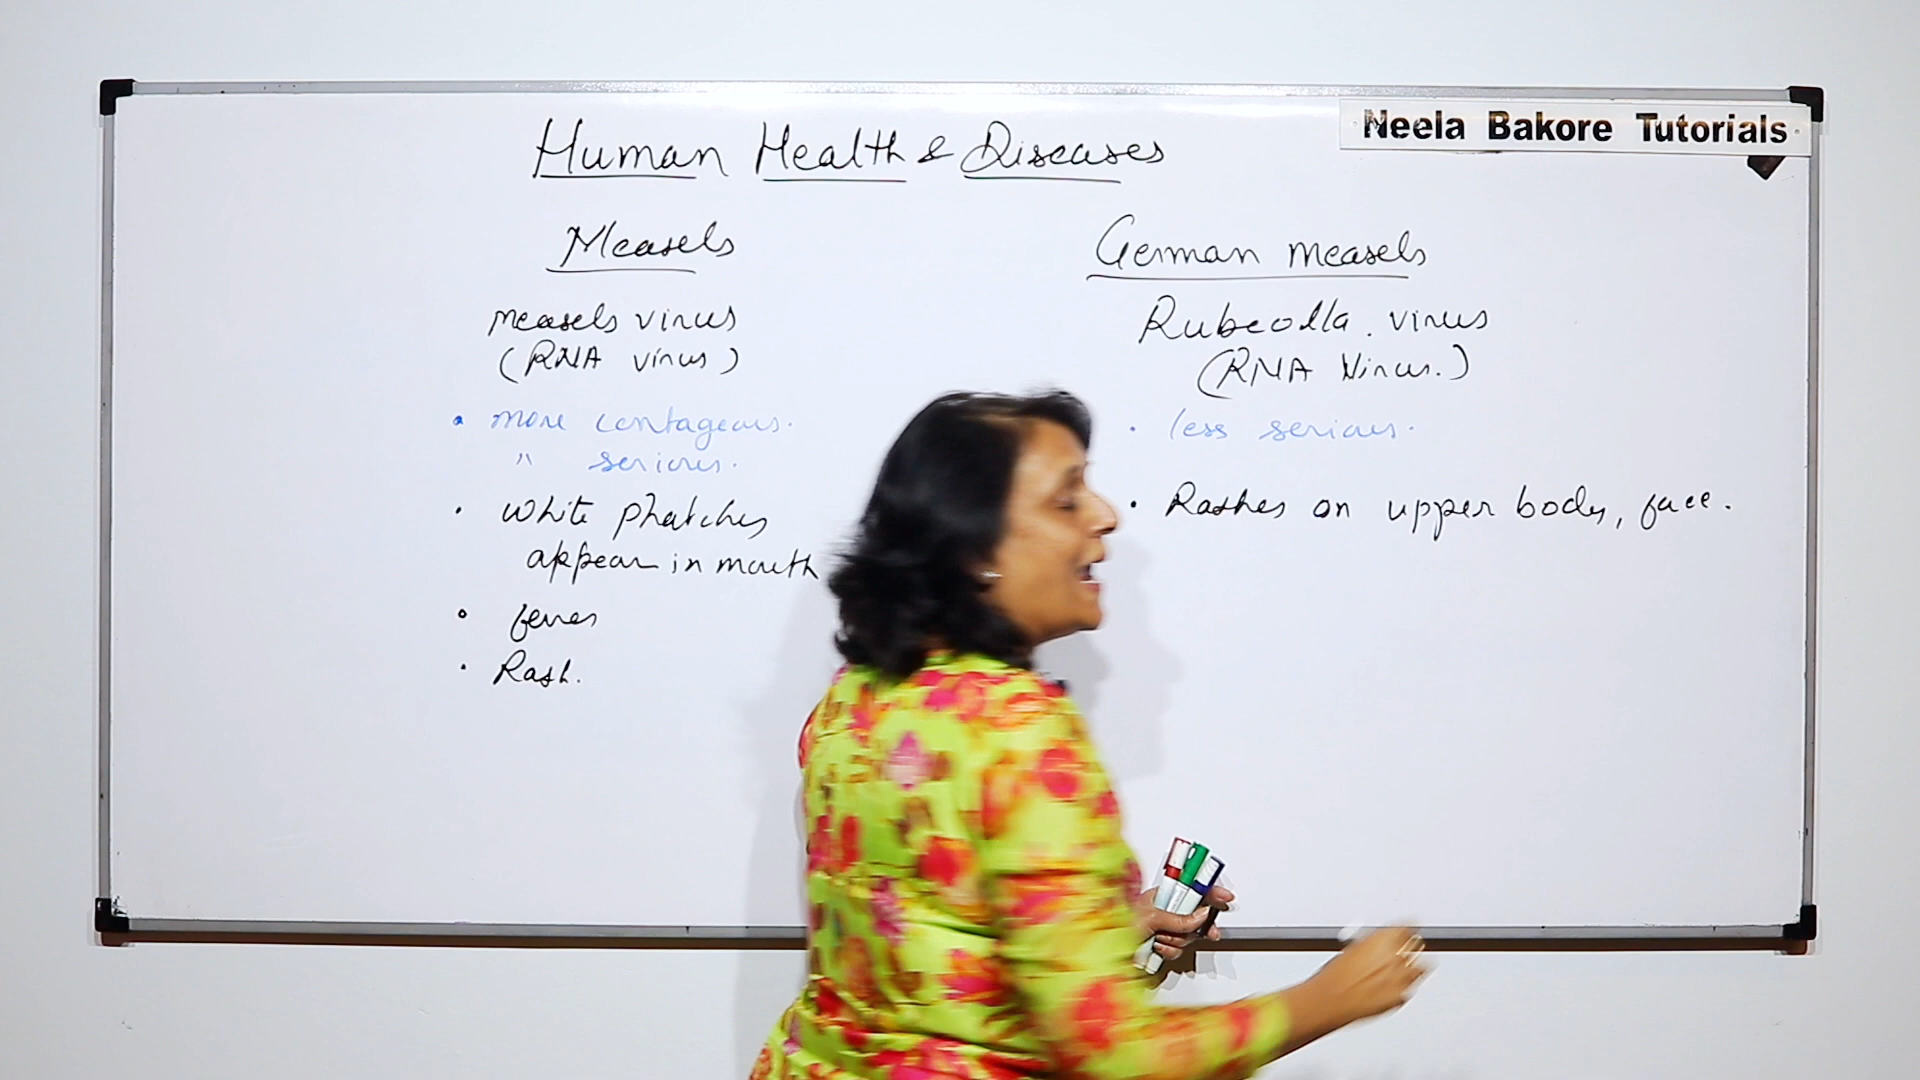 Neela Bakore Tutorials
Human Health & Diseases
Measels
measels virus
(RNA virus)
• more contageous.
" serious.
• white phatches
appear in mouth
• fever
• Rash.
German measels
Rubeolla virus
(RNA Virus.)
• less serious.
• Rashes on upper body, face.